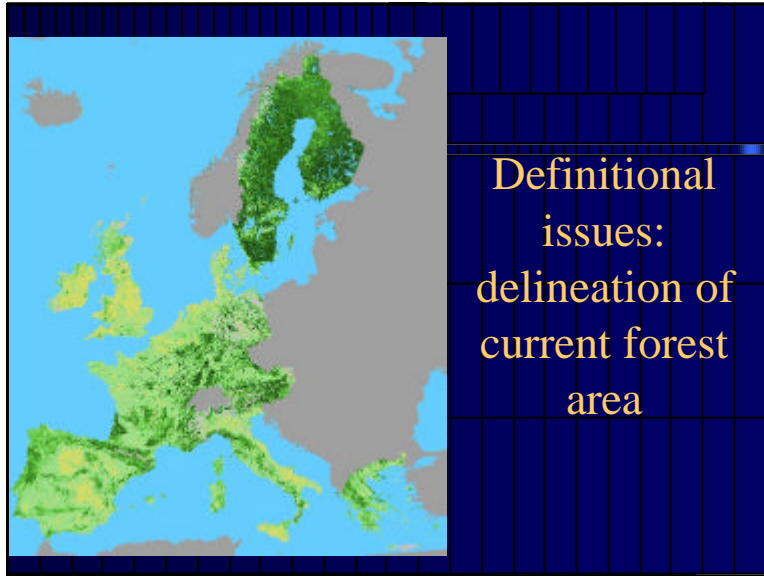 Definitional
issues:
delineation of
current forest
area